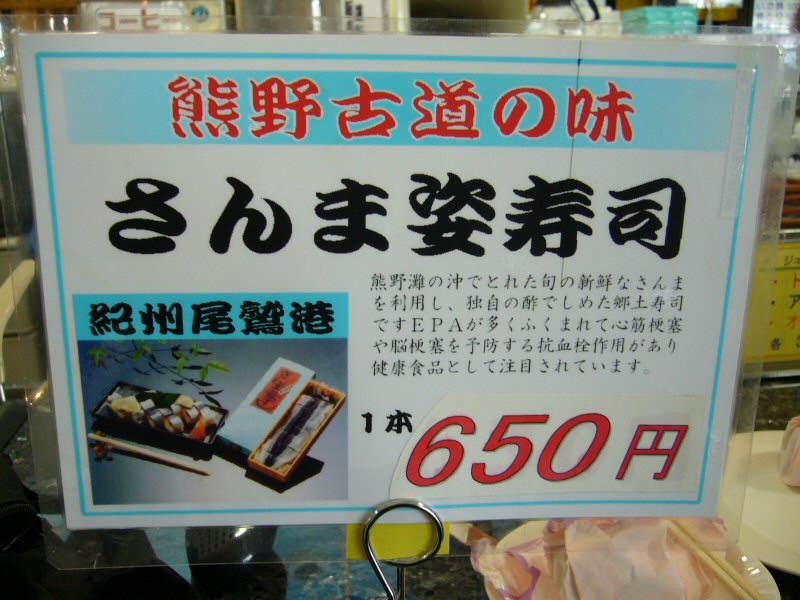 コーヒー
熊野古道の味
さんま姿寿司
熊野灘の沖でとれた旬の新鮮なさんま
を利用し、独自の酢でしめた郷土寿司
ですEPAが多くふくまれて心筋梗塞
や脳梗塞を予防する抗血栓作用があり
健康食品として注目されています。
紀州尾鷲港
1本
650円